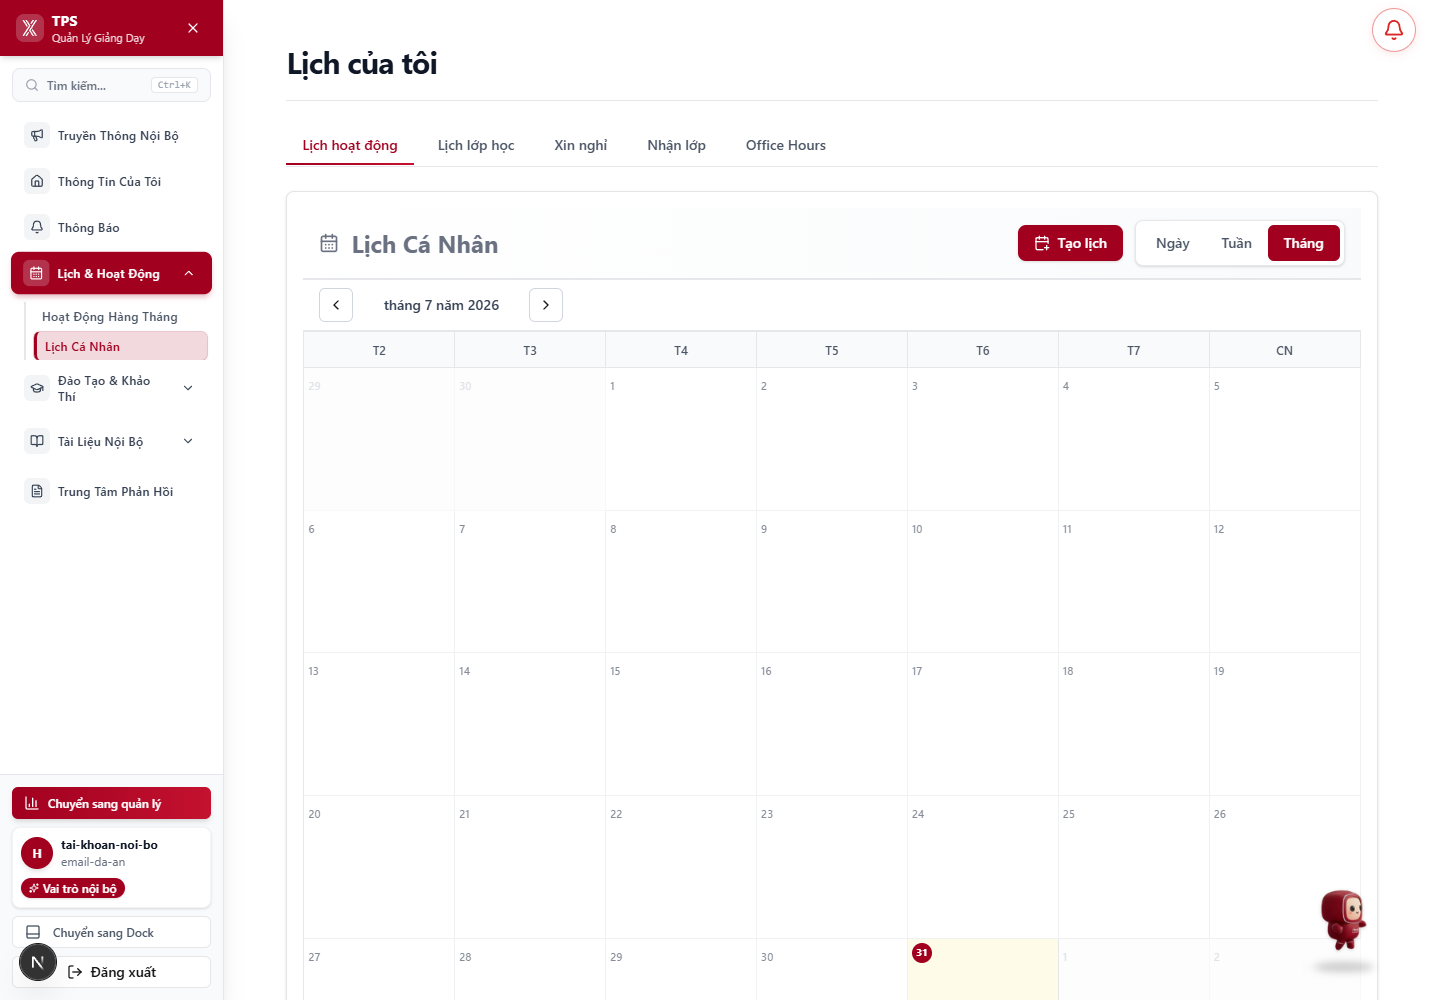 TPS
Quản Lý Giảng Dạy
Tìm kiếm...
Ctrl+K
Truyền Thông Nội Bộ
Thông Tin Của Tôi
Thông Báo
Lịch & Hoạt Động
Hoạt Động Hàng Tháng
Lịch Cá Nhân
Đào Tạo & Khảo
Thí
Tài Liệu Nội Bộ
Trung Tâm Phản Hồi
Chuyển sang quản lý
H
tai-khoan-noi-bo
email-da-an
Vai trò nội bộ
Chuyển sang Dock
N
Đăng xuất
Lịch của tôi
Lịch hoạt động
Lịch lớp học
Xin nghỉ
Nhận lớp
Office Hours
Lịch Cá Nhân
Tạo lịch
Ngày
Tuần
Tháng
tháng 7 năm 2026
T2 T3 T4 T5 T6 T7 CN
29 30 1 2 3 4 5
6 7 8 9 10 11 12
13 14 15 16 17 18 19
20 21 22 23 24 25 26
27 28 29 30 31 1 2